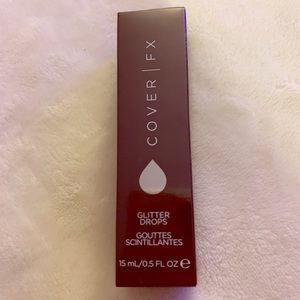 COVER | FX
GLITTER
DROPS
GOUTTES
SCINTILLANTES
15 mL/0.5 FL OZ ℮